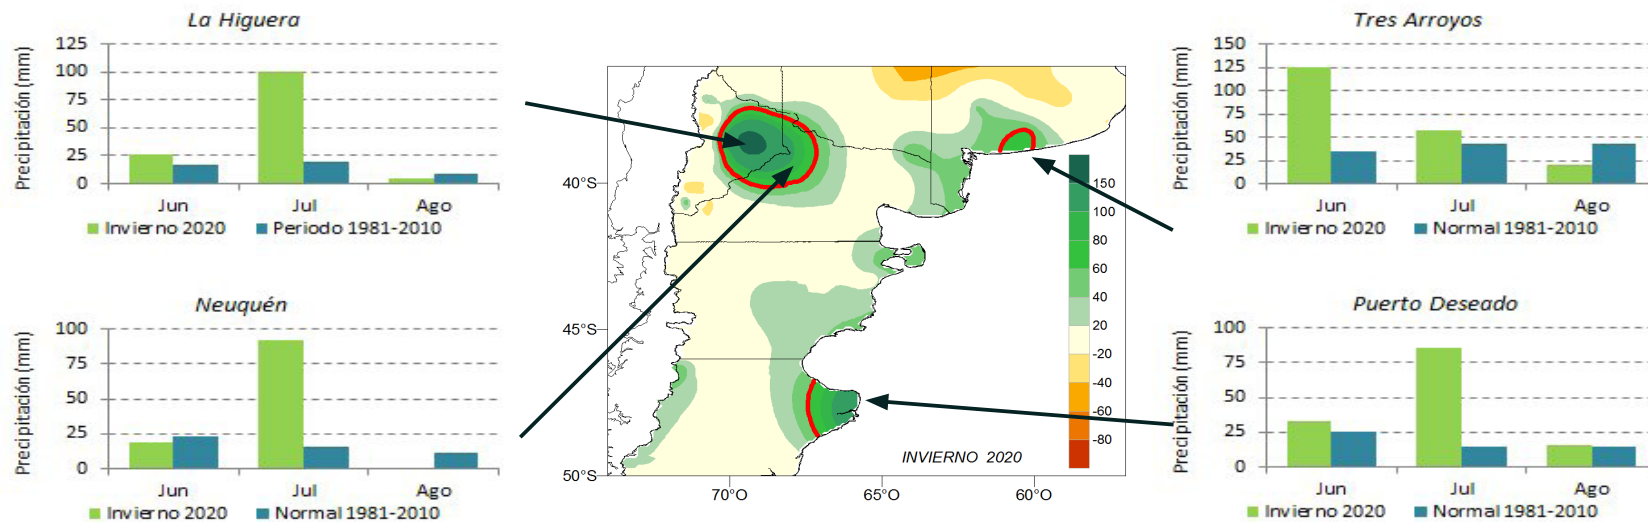 La Higuera
Precipitación (mm)
125
100
75
50
25
0
Jun
Jul
Ago
Invierno 2020
Periodo 1981-2010
Neuquén
Precipitación (mm)
100
75
50
25
0
Jun
Jul
Ago
Invierno 2020
Normal 1981-2010
40°S
45°S
50°S
70°O
65°O
60°O
INVIERNO 2020
150
100
80
60
40
20
-20
-40
-60
-80
Tres Arroyos
Precipitación (mm)
150
125
100
75
50
25
0
Jun
Jul
Ago
Invierno 2020
Normal 1981-2010
Puerto Deseado
Precipitación (mm)
100
75
50
25
0
Jun
Jul
Ago
Invierno 2020
Normal 1981-2010